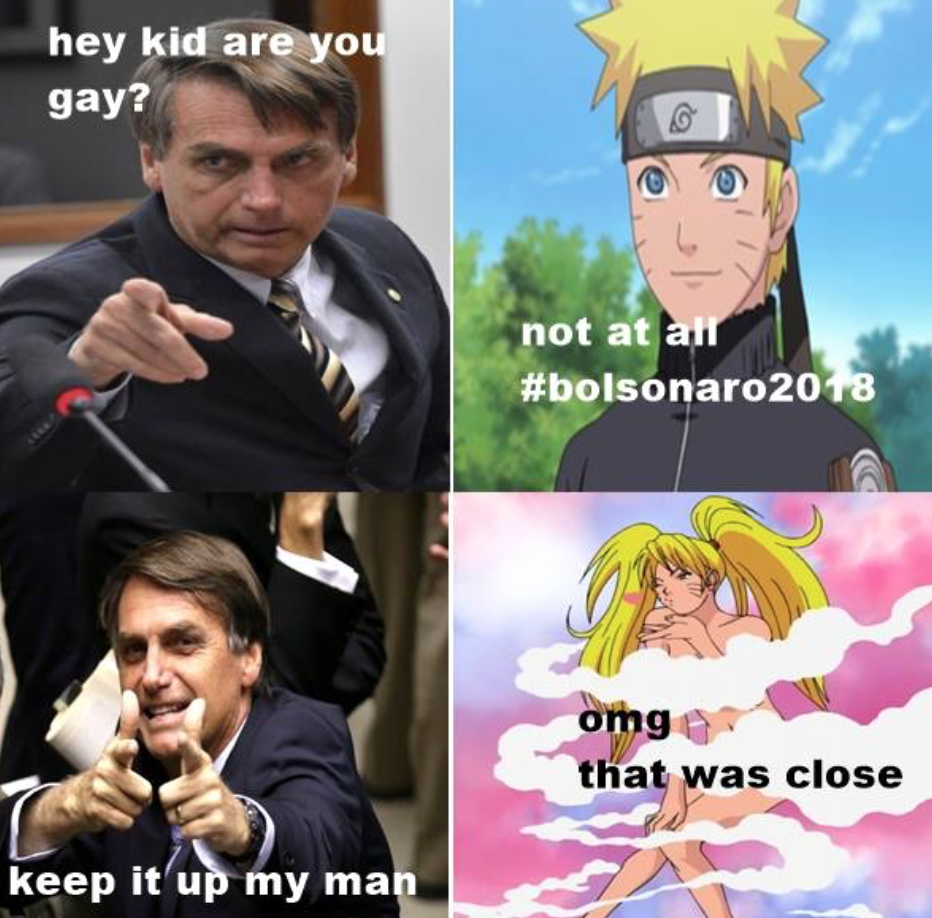 hey kid are you
gay?
not at all
#bolsonaro2018
keep it up my man
omg
that was close